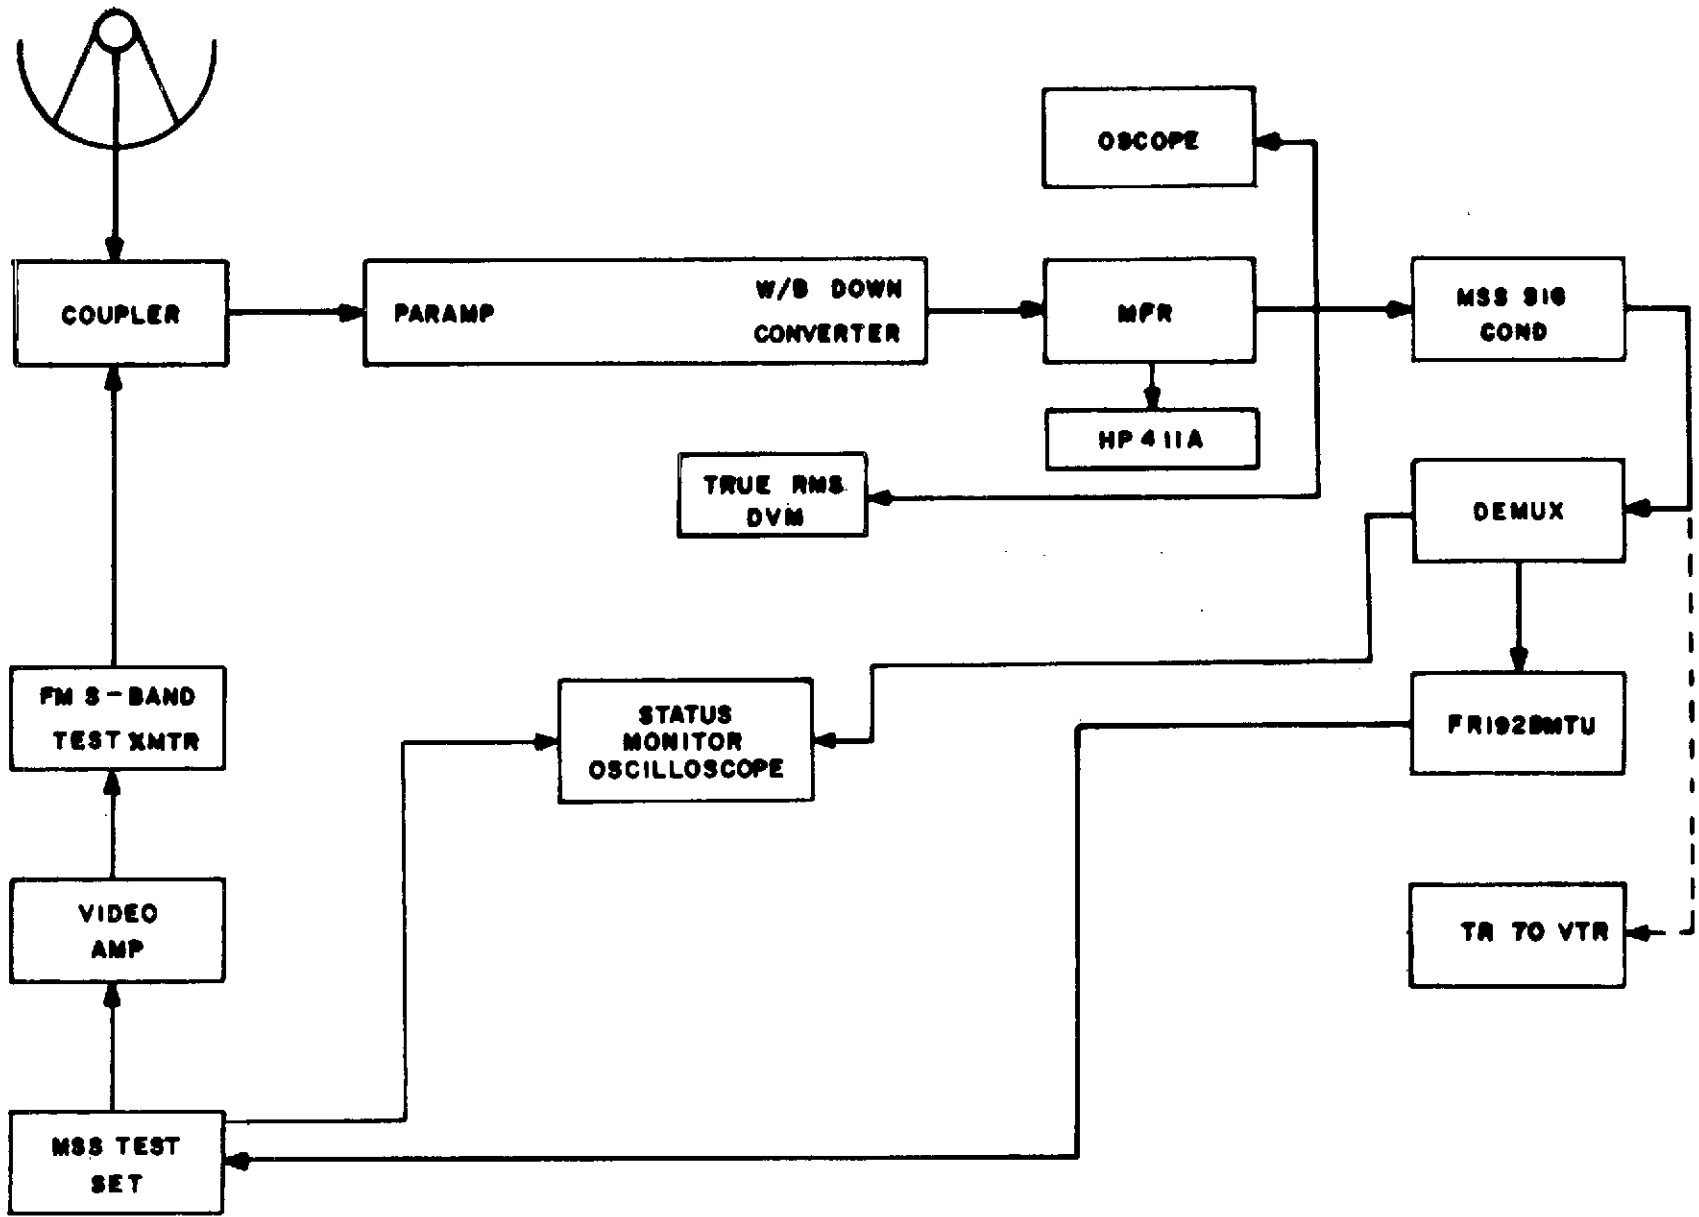 OSCOPE
COUPLER
PARAMP
W/B DOWN
CONVERTER
MFR
MSS SIG
COND
HP 411A
TRUE RMS
DVM
DEMUX
FM S-BAND
TEST XMTR
STATUS
MONITOR
OSCILLOSCOPE
FR1928MTU
VIDEO
AMP
TR 70 VTR
MSS TEST
SET